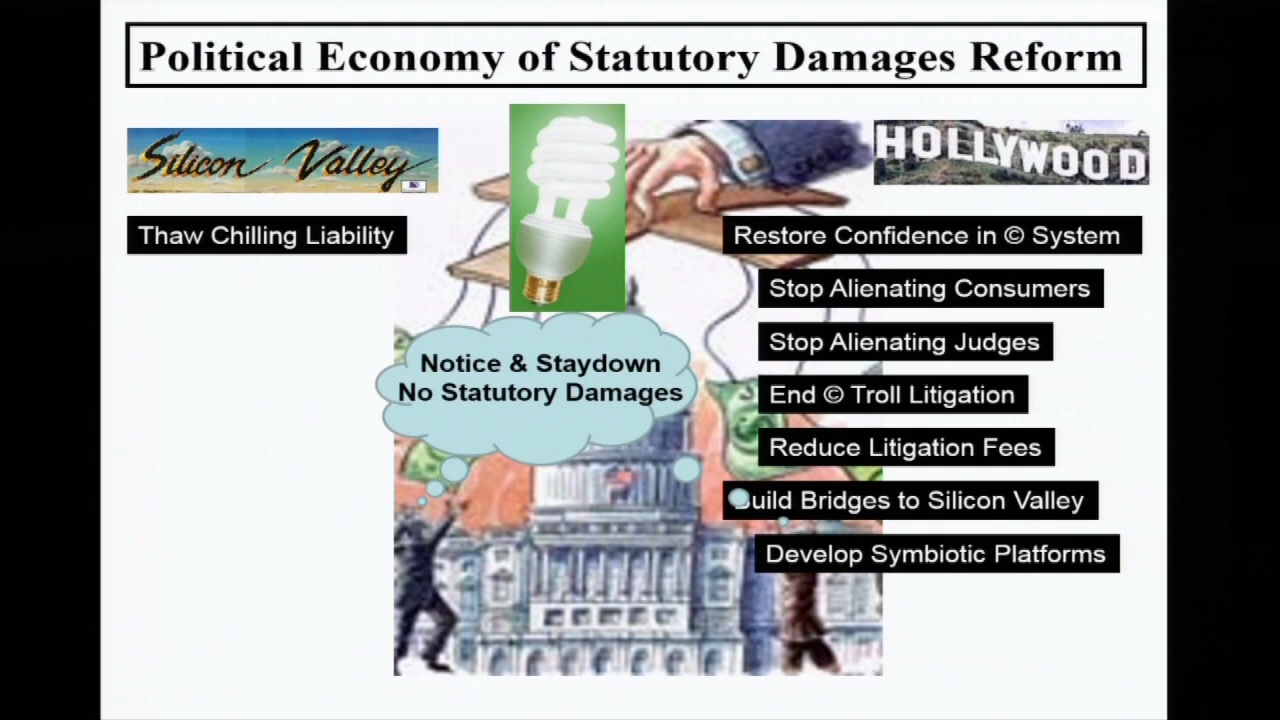 Political Economy of Statutory Damages Reform
Silicon Valley
HOLLYWOOD
Thaw Chilling Liability
Notice & Staydown
No Statutory Damages
Restore Confidence in © System
Stop Alienating Consumers
Stop Alienating Judges
End © Troll Litigation
Reduce Litigation Fees
Build Bridges to Silicon Valley
Develop Symbiotic Platforms